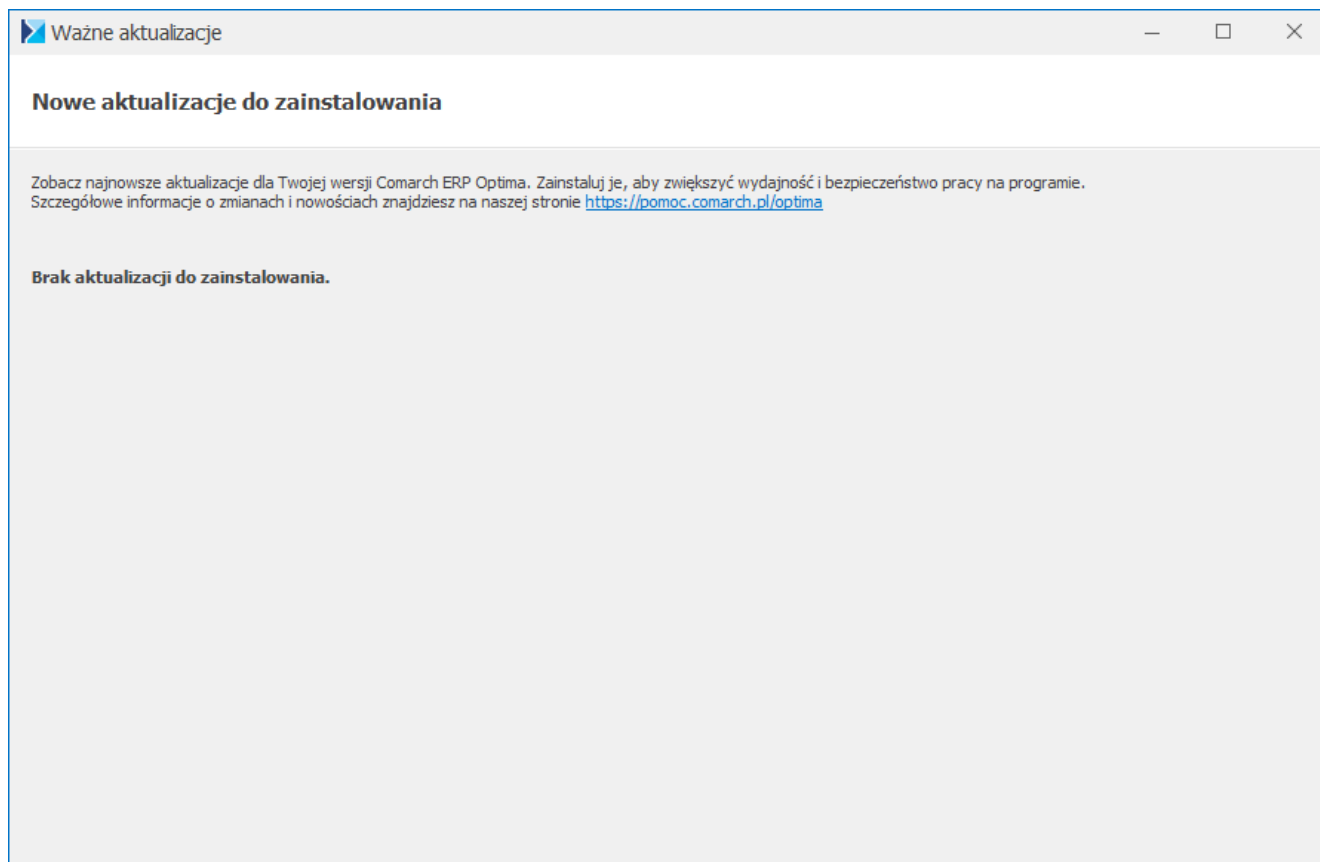 Ważne aktualizacje
Nowe aktualizacje do zainstalowania
Zobacz najnowsze aktualizacje dla Twojej wersji Comarch ERP Optima. Zainstaluj je, aby zwiększyć wydajność i bezpieczeństwo pracy na programie.
Szczegółowe informacje o zmianach i nowościach znajdziesz na naszej stronie https://pomoc.comarch.pl/optima
Brak aktualizacji do zainstalowania.